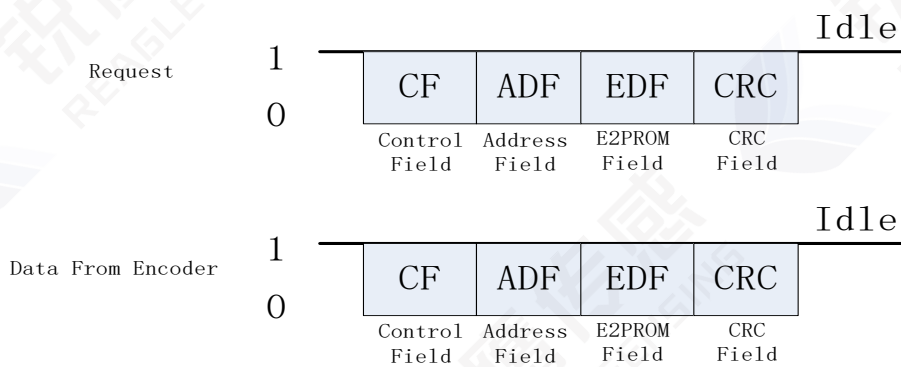 Idle
Request
1
0
CF ADF EDF CRC
Control Address E2PROM CRC
Field Field Field Field
Idle
Data From Encoder
1
0
CF ADF EDF CRC
Control Address E2PROM CRC
Field Field Field Field